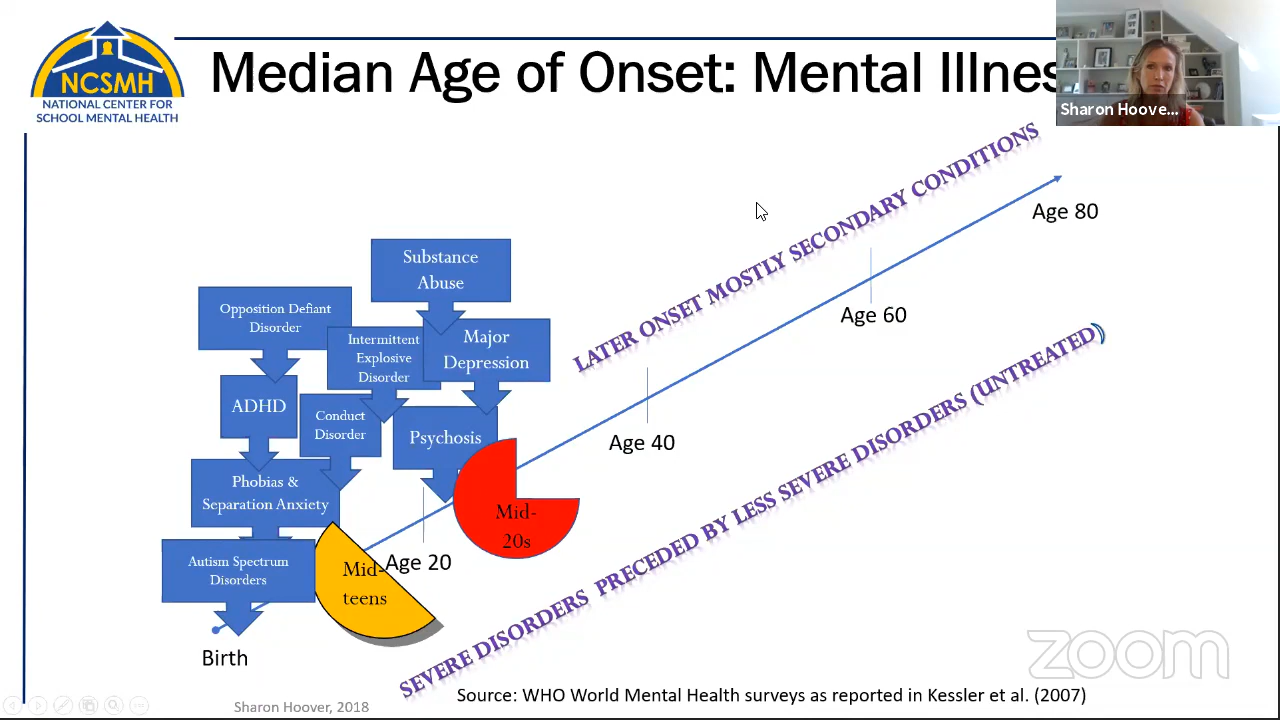 NCSMH
NATIONAL CENTER FOR
SCHOOL MENTAL HEALTH
Median Age of Onset: Mental Illnes
Sharon Hoove...
LATER ONSET MOSTLY SECONDARY CONDITIONS
Age 80
Substance
Abuse
Opposition Defiant
Disorder
Intermittent
Explosive
Disorder
Major
Depression
Age 60
ADHD
Conduct
Disorder
Psychosis
Age 40
Phobias &
Separation Anxiety
Mid-
20s
Autism Spectrum
Disorders
Mid-
teens
Age 20
SEVERE DISORDERS PRECEDED BY LESS SEVERE DISORDERS (UNTREATED)
Birth
zoom
Source: WHO World Mental Health surveys as reported in Kessler et al. (2007)
Sharon Hoover, 2018